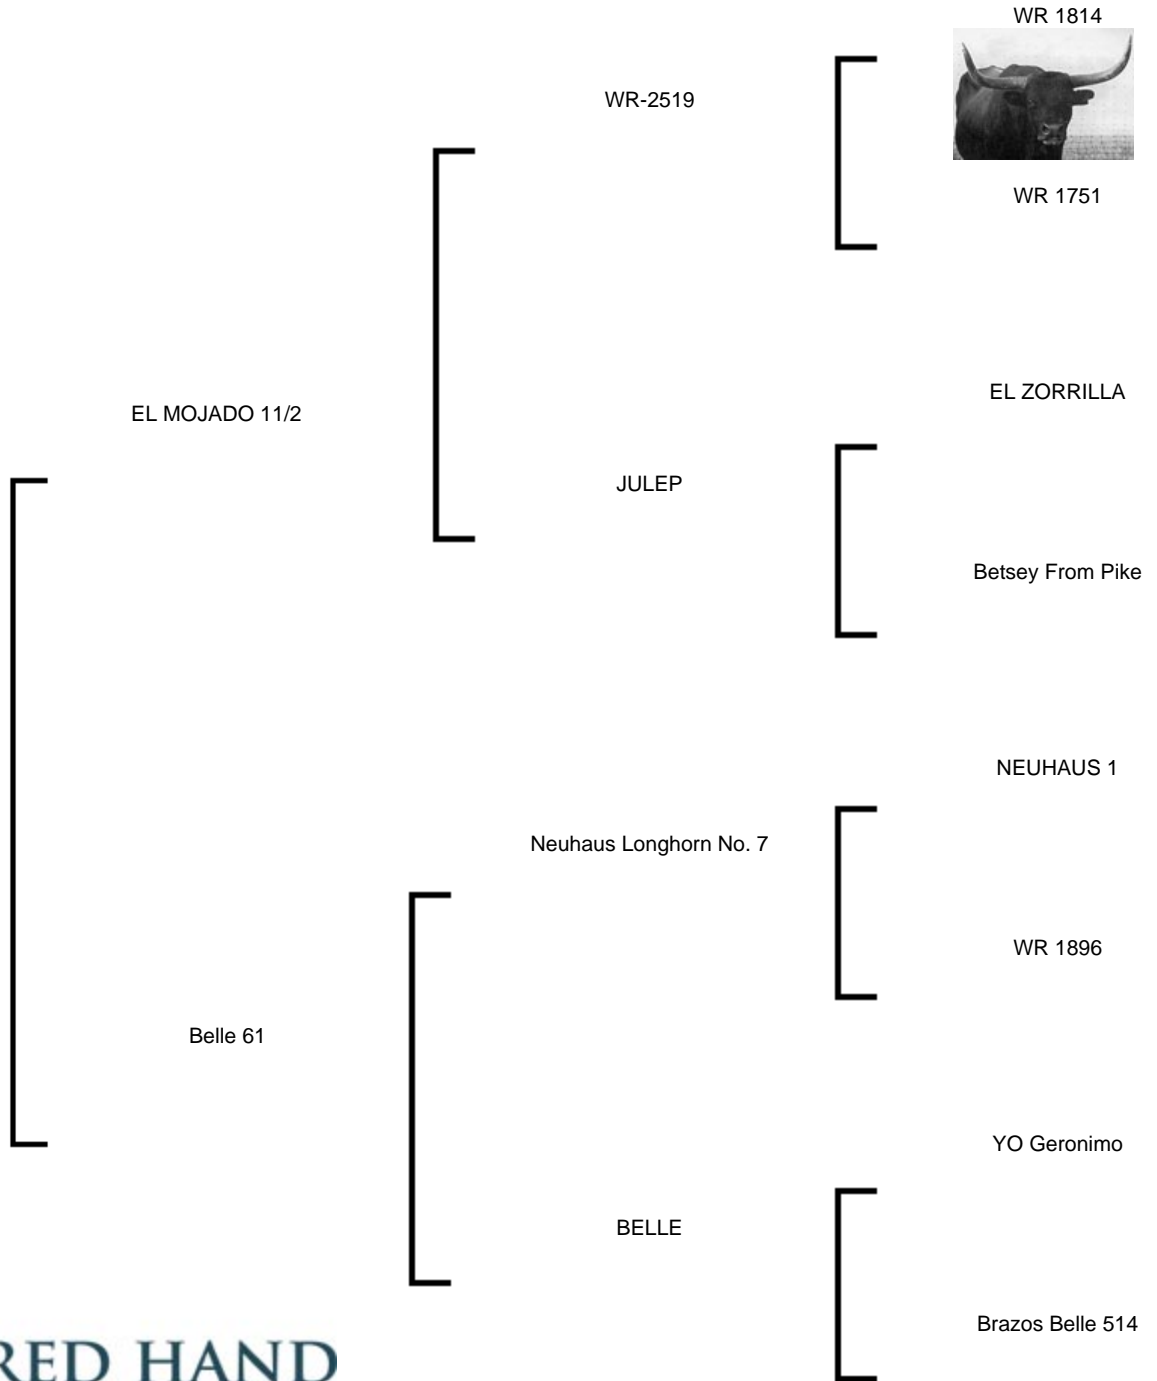 WR 1814
WR-2519
WR 1751
EL ZORRILLA
EL MOJADO 11/2
JULEP
Betsey From Pike
NEUHAUS 1
Neuhaus Longhorn No. 7
WR 1896
Belle 61
YO Geronimo
BELLE
Brazos Belle 514
RED HAND